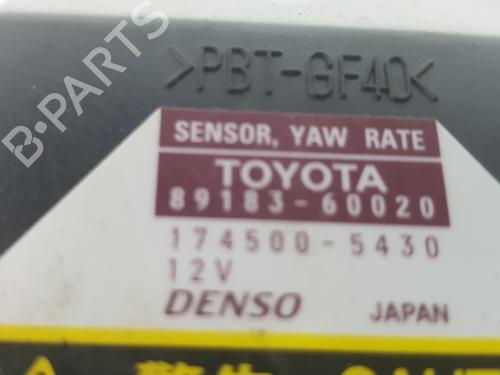 >PBT-GF40<
SENSOR, YAW RATE
TOYOTA
89183-60020
174500-5430
12V
DENSO JAPAN
B-PARTS